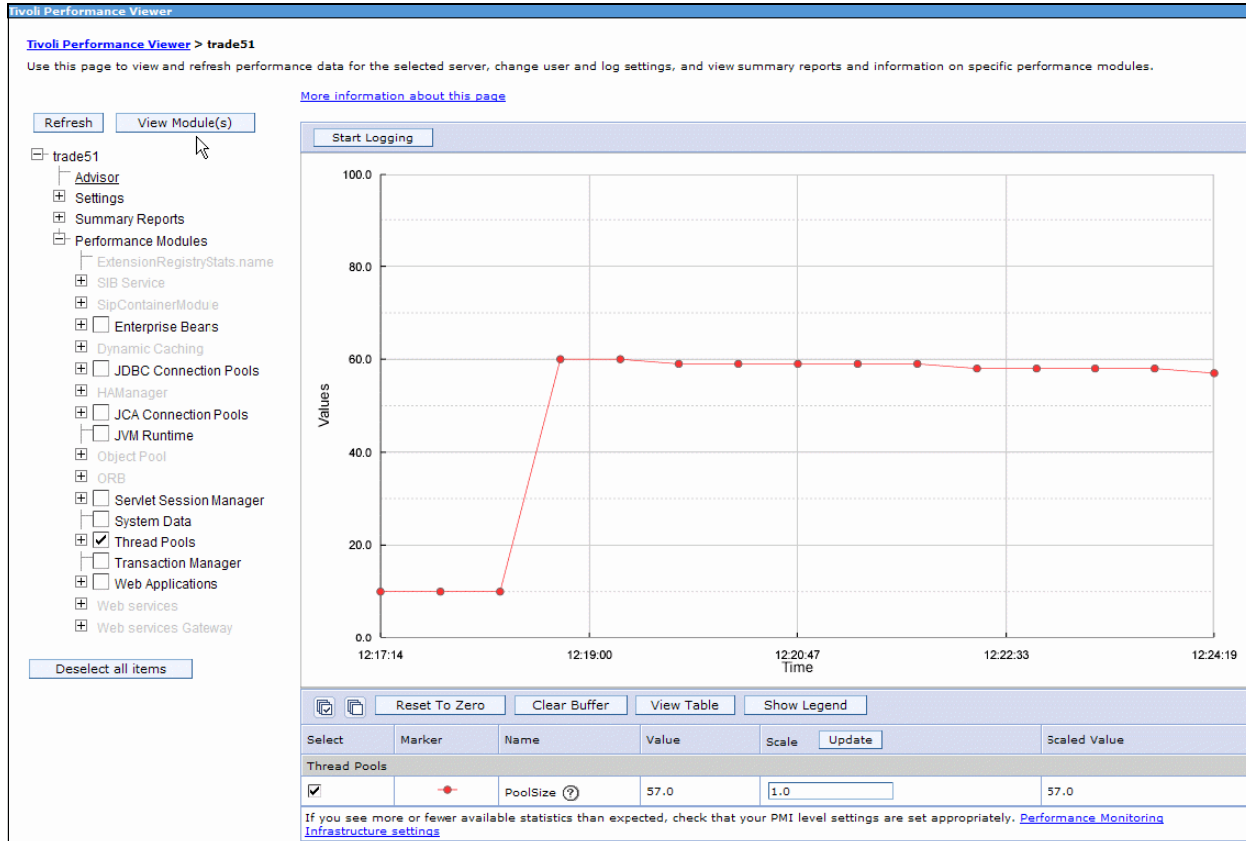 Tivoli Performance Viewer
Tivoli Performance Viewer > trade51
Use this page to view and refresh performance data for the selected server, change user and log settings, and view summary reports and information on specific performance modules.
More information about this page
Refresh
View Module(s)
trade51
Advisor
Settings
Summary Reports
Performance Modules
ExtensionRegistryStats.name
SIB Service
SipContainerModule
Enterprise Beans
Dynamic Caching
JDBC Connection Pools
HAManager
JCA Connection Pools
JVM Runtime
Object Pool
ORB
Servlet Session Manager
System Data
Thread Pools
Transaction Manager
Web Applications
Web services
Web services Gateway
Deselect all items
Start Logging
100.0
80.0
60.0
40.0
20.0
0.0
Values
12:17:14 12:19:00 12:20:47 12:22:33 12:24:19
Time
Reset To Zero Clear Buffer View Table Show Legend
Select Marker Name Value Scale Update Scaled Value
Thread Pools
PoolSize ? 57.0 1.0 57.0
If you see more or fewer available statistics than expected, check that your PMI level settings are set appropriately. Performance Monitoring
Infrastructure settings